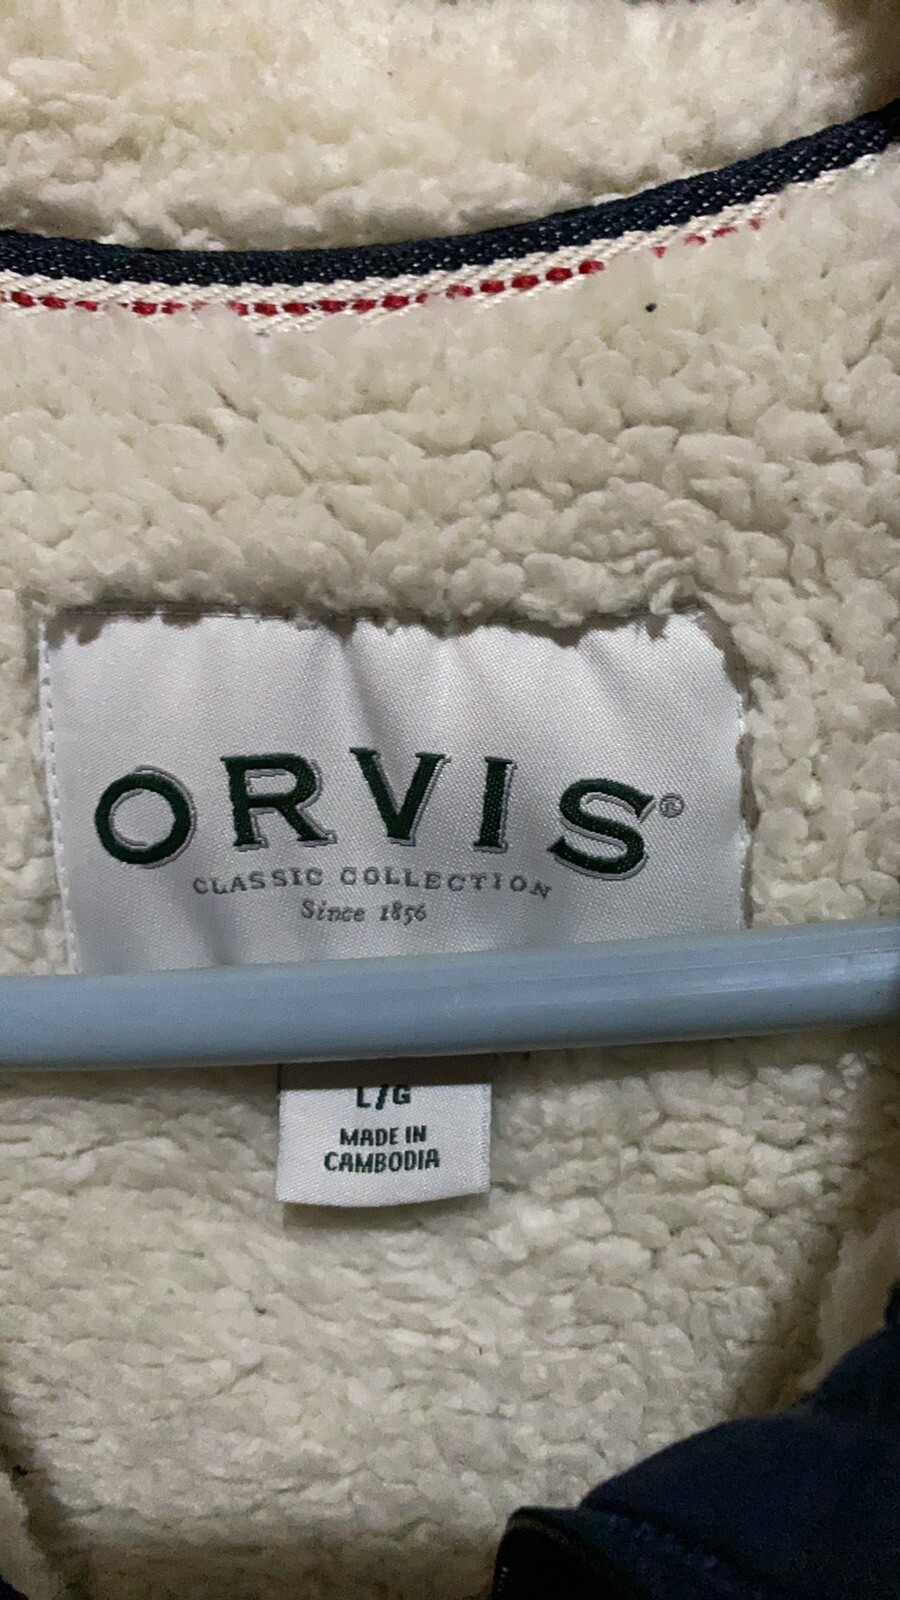 ORVIS®
CLASSIC COLLECTION
Since 1856
L/G
MADE IN
CAMBODIA